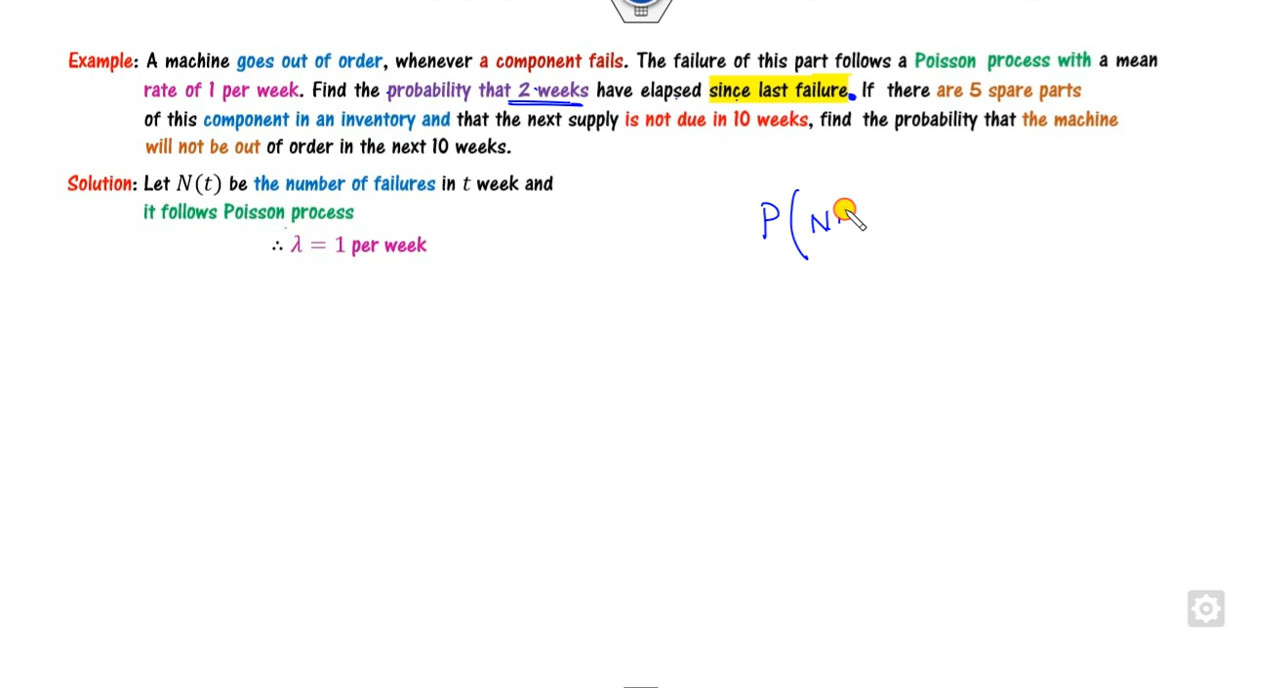 Example: A machine goes out of order, whenever a component fails. The failure of this part follows a Poisson process with a mean
rate of 1 per week. Find the probability that 2 weeks have elapsed since last failure. If there are 5 spare parts
of this component in an inventory and that the next supply is not due in 10 weeks, find the probability that the machine
will not be out of order in the next 10 weeks.
Solution: Let N(t) be the number of failures in t week and
it follows Poisson process
∴ λ = 1 per week
P(N